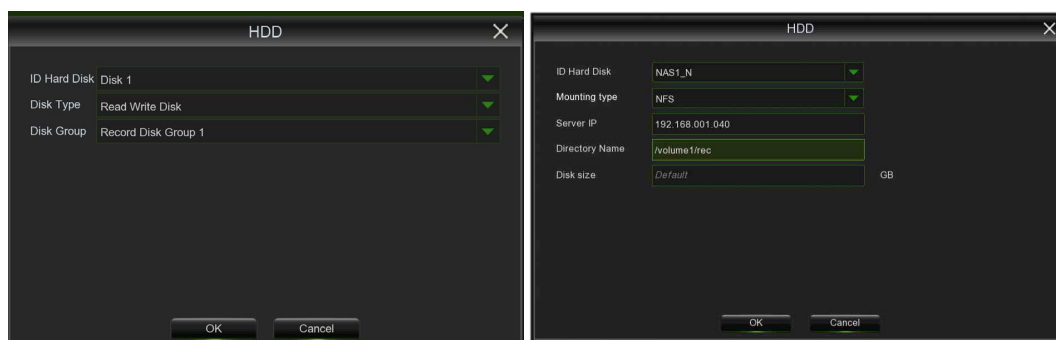 HDD
ID Hard Disk Disk 1
Disk Type Read Write Disk
Disk Group Record Disk Group 1
OK Cancel
HDD
ID Hard Disk NAS1_N
Mounting type NFS
Server IP 192.168.001.040
Directory Name /volume1/rec
Disk size Default GB
OK Cancel